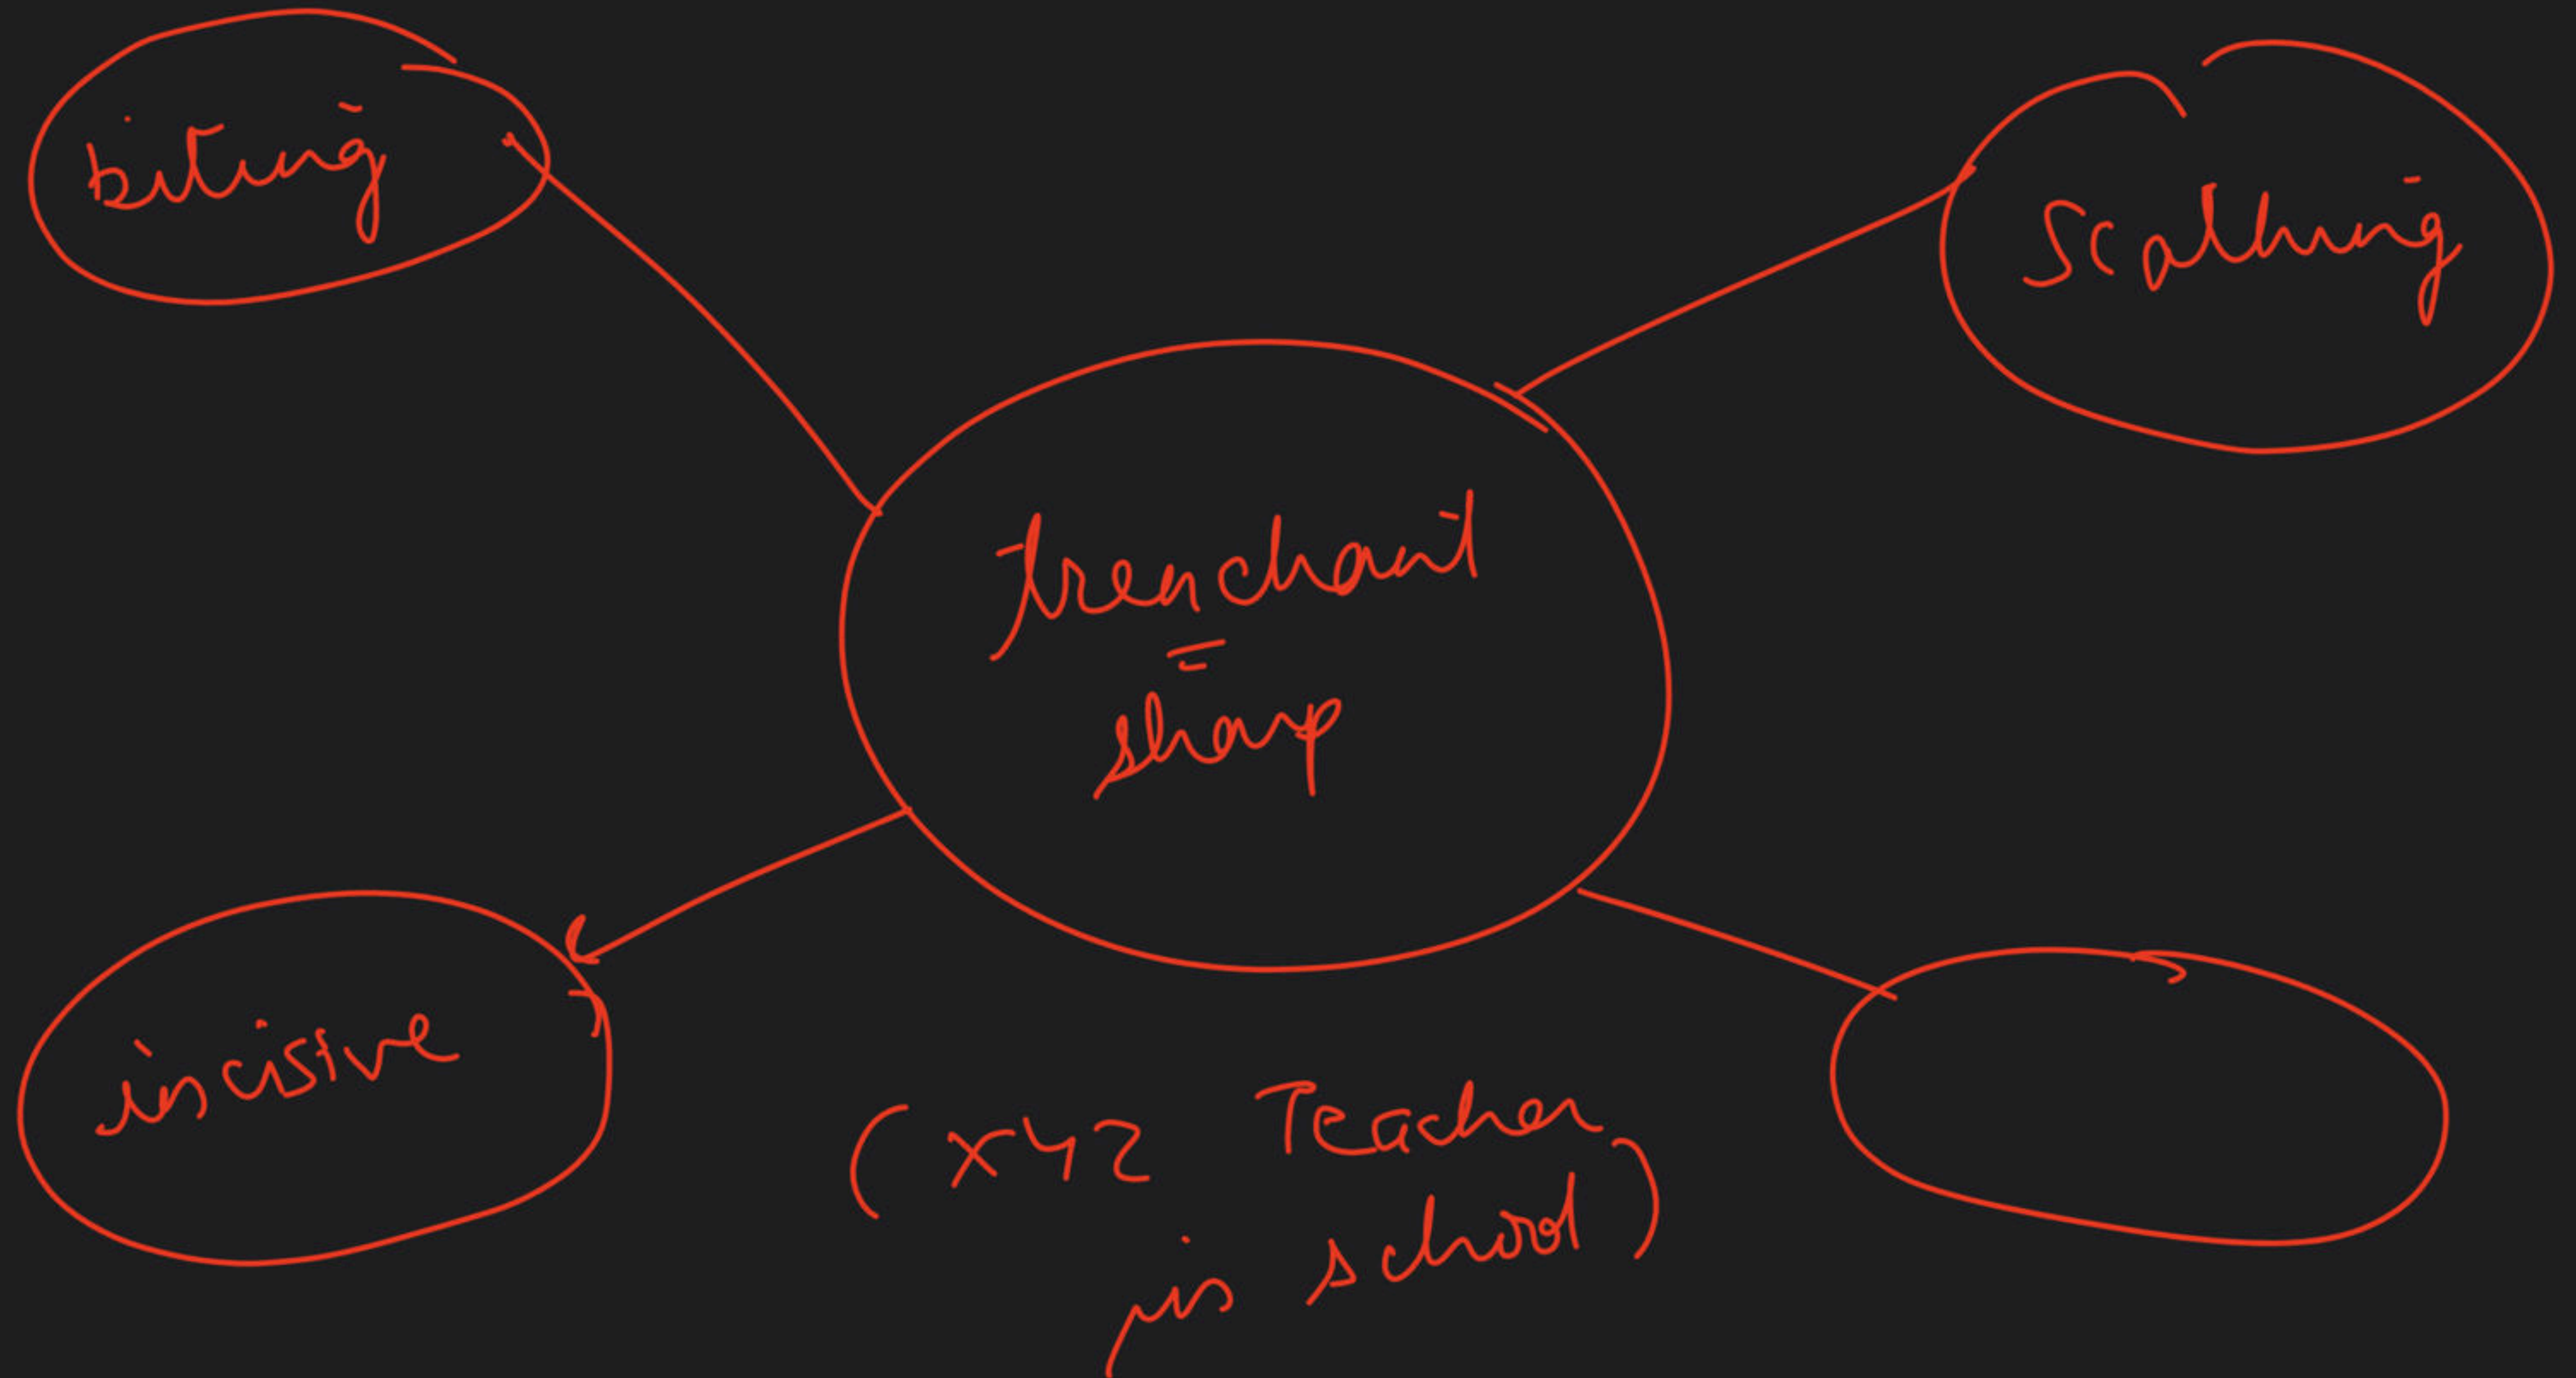 biting
Scathing
trenchant
=
sharp
incisive
(XYZ Teacher
in school)